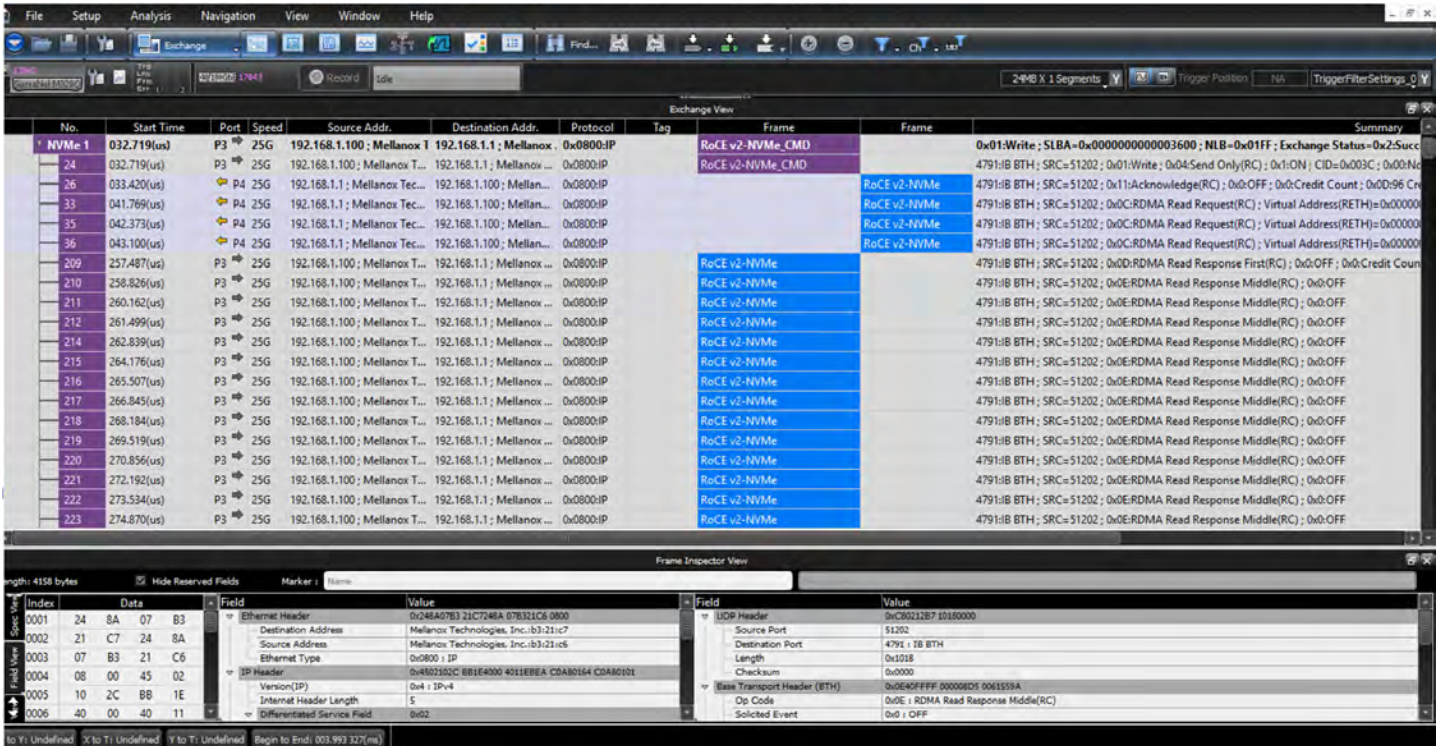 File Setup Analysis Navigation View Window Help
Exchange Find...
Record Idle 24MB X 1 Segments Trigger Position NA TriggerFilterSettings_0
Exchange View
No. Start Time Port Speed Source Addr. Destination Addr. Protocol Tag Frame Frame Summary
NVMe 1 032.719(us) P3 25G 192.168.1.100 ; Mellanox T 192.168.1.1 ; Mellanox . 0x0800:IP RoCE v2-NVMe_CMD 0x01:Write ; SLBA=0x0000000000003600 ; NLB=0x01FF ; Exchange Status=0x2:Succ
24 032.719(us) P3 25G 192.168.1.100 ; Mellanox T... 192.168.1.1 ; Mellanox ... 0x0800:IP RoCE v2-NVMe_CMD 4791:IB BTH ; SRC=51202 ; 0x01:Write ; 0x04:Send Only(RC) ; 0x1:ON ; CID=0x003C ; 0x00:No
26 033.420(us) P4 25G 192.168.1.1 ; Mellanox Tec... 192.168.1.100 ; Mellan... 0x0800:IP RoCE v2-NVMe 4791:IB BTH ; SRC=51202 ; 0x11:Acknowledge(RC) ; 0x0:OFF ; 0x0:Credit Count ; 0x0D:96 Cre
33 041.769(us) P4 25G 192.168.1.1 ; Mellanox Tec... 192.168.1.100 ; Mellan... 0x0800:IP RoCE v2-NVMe 4791:IB BTH ; SRC=51202 ; 0x0C:RDMA Read Request(RC) ; Virtual Address(RETH)=0x000000
35 042.373(us) P4 25G 192.168.1.1 ; Mellanox Tec... 192.168.1.100 ; Mellan... 0x0800:IP RoCE v2-NVMe 4791:IB BTH ; SRC=51202 ; 0x0C:RDMA Read Request(RC) ; Virtual Address(RETH)=0x000000
36 043.100(us) P4 25G 192.168.1.1 ; Mellanox Tec... 192.168.1.100 ; Mellan... 0x0800:IP RoCE v2-NVMe 4791:IB BTH ; SRC=51202 ; 0x0C:RDMA Read Request(RC) ; Virtual Address(RETH)=0x000000
209 257.487(us) P3 25G 192.168.1.100 ; Mellanox T... 192.168.1.1 ; Mellanox ... 0x0800:IP RoCE v2-NVMe 4791:IB BTH ; SRC=51202 ; 0x0D:RDMA Read Response First(RC) ; 0x0:OFF ; 0x0:Credit Coun
210 258.826(us) P3 25G 192.168.1.100 ; Mellanox T... 192.168.1.1 ; Mellanox ... 0x0800:IP RoCE v2-NVMe 4791:IB BTH ; SRC=51202 ; 0x0E:RDMA Read Response Middle(RC) ; 0x0:OFF
211 260.162(us) P3 25G 192.168.1.100 ; Mellanox T... 192.168.1.1 ; Mellanox ... 0x0800:IP RoCE v2-NVMe 4791:IB BTH ; SRC=51202 ; 0x0E:RDMA Read Response Middle(RC) ; 0x0:OFF
212 261.499(us) P3 25G 192.168.1.100 ; Mellanox T... 192.168.1.1 ; Mellanox ... 0x0800:IP RoCE v2-NVMe 4791:IB BTH ; SRC=51202 ; 0x0E:RDMA Read Response Middle(RC) ; 0x0:OFF
214 262.839(us) P3 25G 192.168.1.100 ; Mellanox T... 192.168.1.1 ; Mellanox ... 0x0800:IP RoCE v2-NVMe 4791:IB BTH ; SRC=51202 ; 0x0E:RDMA Read Response Middle(RC) ; 0x0:OFF
215 264.176(us) P3 25G 192.168.1.100 ; Mellanox T... 192.168.1.1 ; Mellanox ... 0x0800:IP RoCE v2-NVMe 4791:IB BTH ; SRC=51202 ; 0x0E:RDMA Read Response Middle(RC) ; 0x0:OFF
216 265.507(us) P3 25G 192.168.1.100 ; Mellanox T... 192.168.1.1 ; Mellanox ... 0x0800:IP RoCE v2-NVMe 4791:IB BTH ; SRC=51202 ; 0x0E:RDMA Read Response Middle(RC) ; 0x0:OFF
217 266.845(us) P3 25G 192.168.1.100 ; Mellanox T... 192.168.1.1 ; Mellanox ... 0x0800:IP RoCE v2-NVMe 4791:IB BTH ; SRC=51202 ; 0x0E:RDMA Read Response Middle(RC) ; 0x0:OFF
218 268.184(us) P3 25G 192.168.1.100 ; Mellanox T... 192.168.1.1 ; Mellanox ... 0x0800:IP RoCE v2-NVMe 4791:IB BTH ; SRC=51202 ; 0x0E:RDMA Read Response Middle(RC) ; 0x0:OFF
219 269.519(us) P3 25G 192.168.1.100 ; Mellanox T... 192.168.1.1 ; Mellanox ... 0x0800:IP RoCE v2-NVMe 4791:IB BTH ; SRC=51202 ; 0x0E:RDMA Read Response Middle(RC) ; 0x0:OFF
220 270.856(us) P3 25G 192.168.1.100 ; Mellanox T... 192.168.1.1 ; Mellanox ... 0x0800:IP RoCE v2-NVMe 4791:IB BTH ; SRC=51202 ; 0x0E:RDMA Read Response Middle(RC) ; 0x0:OFF
221 272.192(us) P3 25G 192.168.1.100 ; Mellanox T... 192.168.1.1 ; Mellanox ... 0x0800:IP RoCE v2-NVMe 4791:IB BTH ; SRC=51202 ; 0x0E:RDMA Read Response Middle(RC) ; 0x0:OFF
222 273.534(us) P3 25G 192.168.1.100 ; Mellanox T... 192.168.1.1 ; Mellanox ... 0x0800:IP RoCE v2-NVMe 4791:IB BTH ; SRC=51202 ; 0x0E:RDMA Read Response Middle(RC) ; 0x0:OFF
223 274.870(us) P3 25G 192.168.1.100 ; Mellanox T... 192.168.1.1 ; Mellanox ... 0x0800:IP RoCE v2-NVMe 4791:IB BTH ; SRC=51202 ; 0x0E:RDMA Read Response Middle(RC) ; 0x0:OFF
Frame Inspector View
ength: 4158 bytes Hide Reserved Fields Marker : Name
Spec View
Field View
Index Data
0001 24 8A 07 B3
0002 21 C7 24 8A
0003 07 B3 21 C6
0004 08 00 45 02
0005 10 2C BB 1E
0006 40 00 40 11
Field Value
Ethernet Header 0x248A07B3 21C7248A 07B321C6 0800
Destination Address Mellanox Technologies, Inc.:b3:21:c7
Source Address Mellanox Technologies, Inc.:b3:21:c6
Ethernet Type 0x0800 : IP
IP Header 0x4502102C BB1E4000 4011EBEA C0A80164 C0A80101
Version(IP) 0x4 : IPv4
Internet Header Length 5
Differentiated Service Field 0x02
Field Value
UDP Header 0xC80212B7 10180000
Source Port 51202
Destination Port 4791 : IB BTH
Length 0x1018
Checksum 0x0000
Base Transport Header (BTH) 0x0E40FFFF 000008D5 0061559A
Op Code 0x0E : RDMA Read Response Middle(RC)
Solicited Event 0x0 : OFF
to Y: Undefined X to T: Undefined Y to T: Undefined Begin to End: 003.993 327(ms)